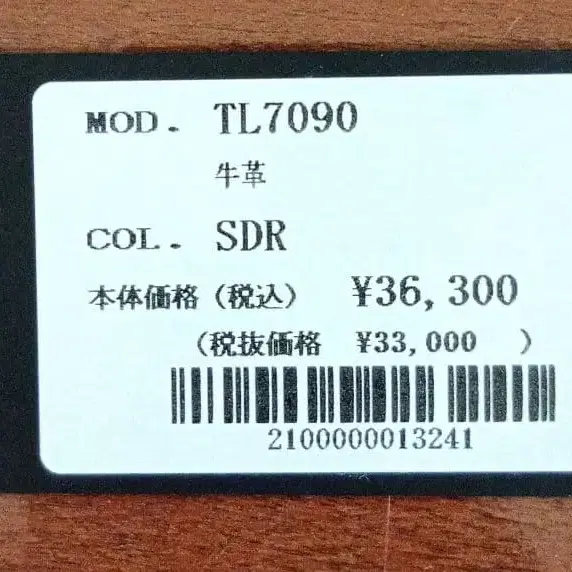 MOD. TL7090
牛革
COL. SDR
本体価格（税込） ¥36,300
（税抜価格 ¥33,000 ）
2100000013241